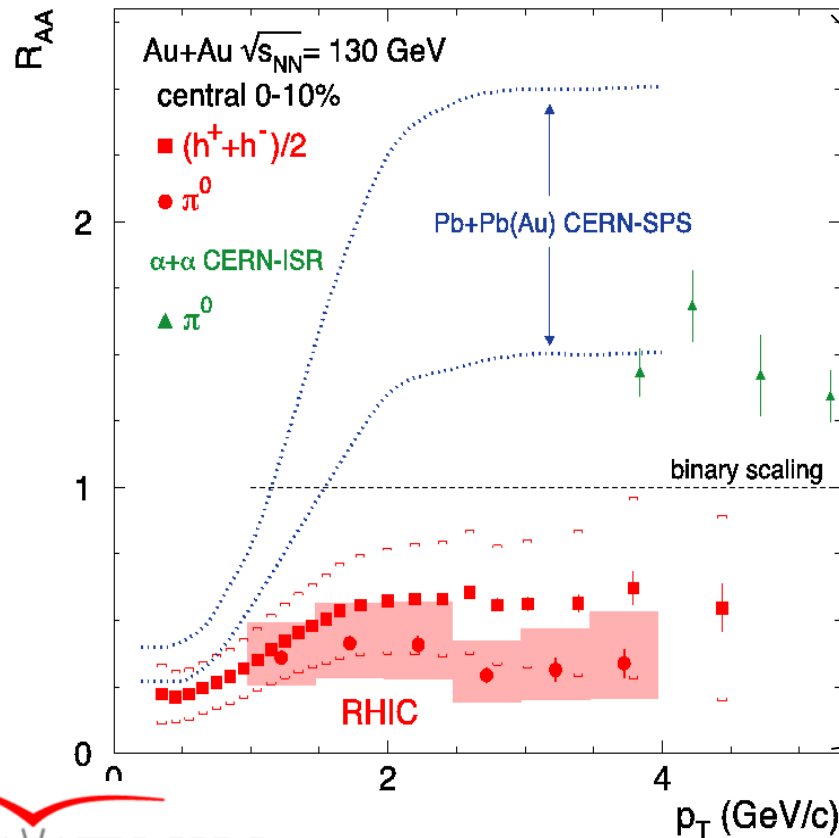 R_AA
Au+Au √s_NN = 130 GeV
central 0-10%
(h⁺+h⁻)/2
π⁰
α+α CERN-ISR
π⁰
Pb+Pb(Au) CERN-SPS
binary scaling
RHIC
2
1
0
0 2 4
p_T (GeV/c)